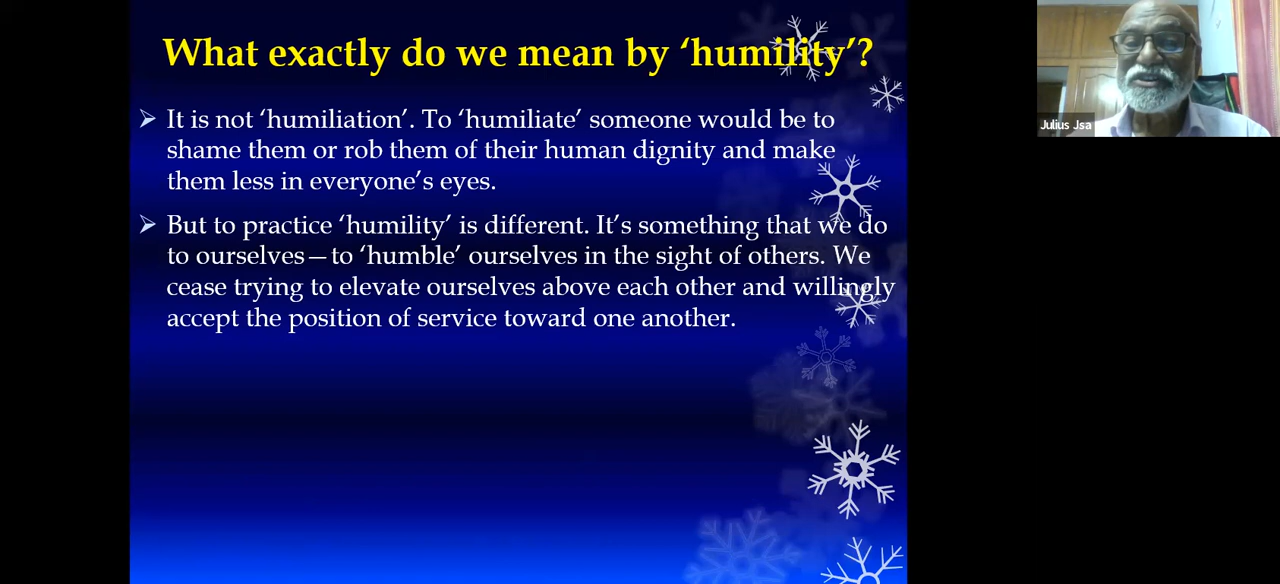 What exactly do we mean by ‘humility’?
➢ It is not ‘humiliation’. To ‘humiliate’ someone would be to
shame them or rob them of their human dignity and make
them less in everyone’s eyes.
➢ But to practice ‘humility’ is different. It’s something that we do
to ourselves—to ‘humble’ ourselves in the sight of others. We
cease trying to elevate ourselves above each other and willingly
accept the position of service toward one another.
Julius Jsa